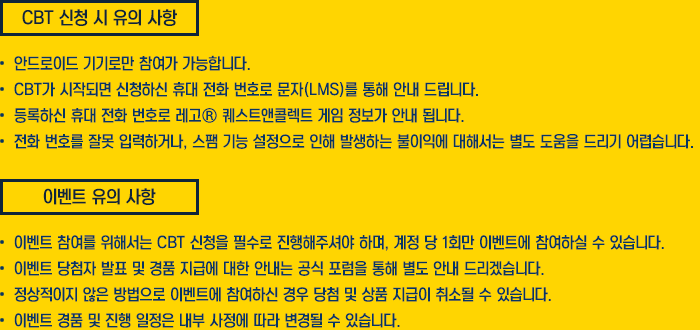 CBT 신청 시 유의 사항
• 안드로이드 기기로만 참여가 가능합니다.
• CBT가 시작되면 신청하신 휴대 전화 번호로 문자(LMS)를 통해 안내 드립니다.
• 등록하신 휴대 전화 번호로 레고® 퀘스트앤콜렉트 게임 정보가 안내 됩니다.
• 전화 번호를 잘못 입력하거나, 스팸 기능 설정으로 인해 발생하는 불이익에 대해서는 별도 도움을 드리기 어렵습니다.
이벤트 유의 사항
• 이벤트 참여를 위해서는 CBT 신청을 필수로 진행해주셔야 하며, 계정 당 1회만 이벤트에 참여하실 수 있습니다.
• 이벤트 당첨자 발표 및 경품 지급에 대한 안내는 공식 포럼을 통해 별도 안내 드리겠습니다.
• 정상적이지 않은 방법으로 이벤트에 참여하신 경우 당첨 및 상품 지급이 취소될 수 있습니다.
• 이벤트 경품 및 진행 일정은 내부 사정에 따라 변경될 수 있습니다.